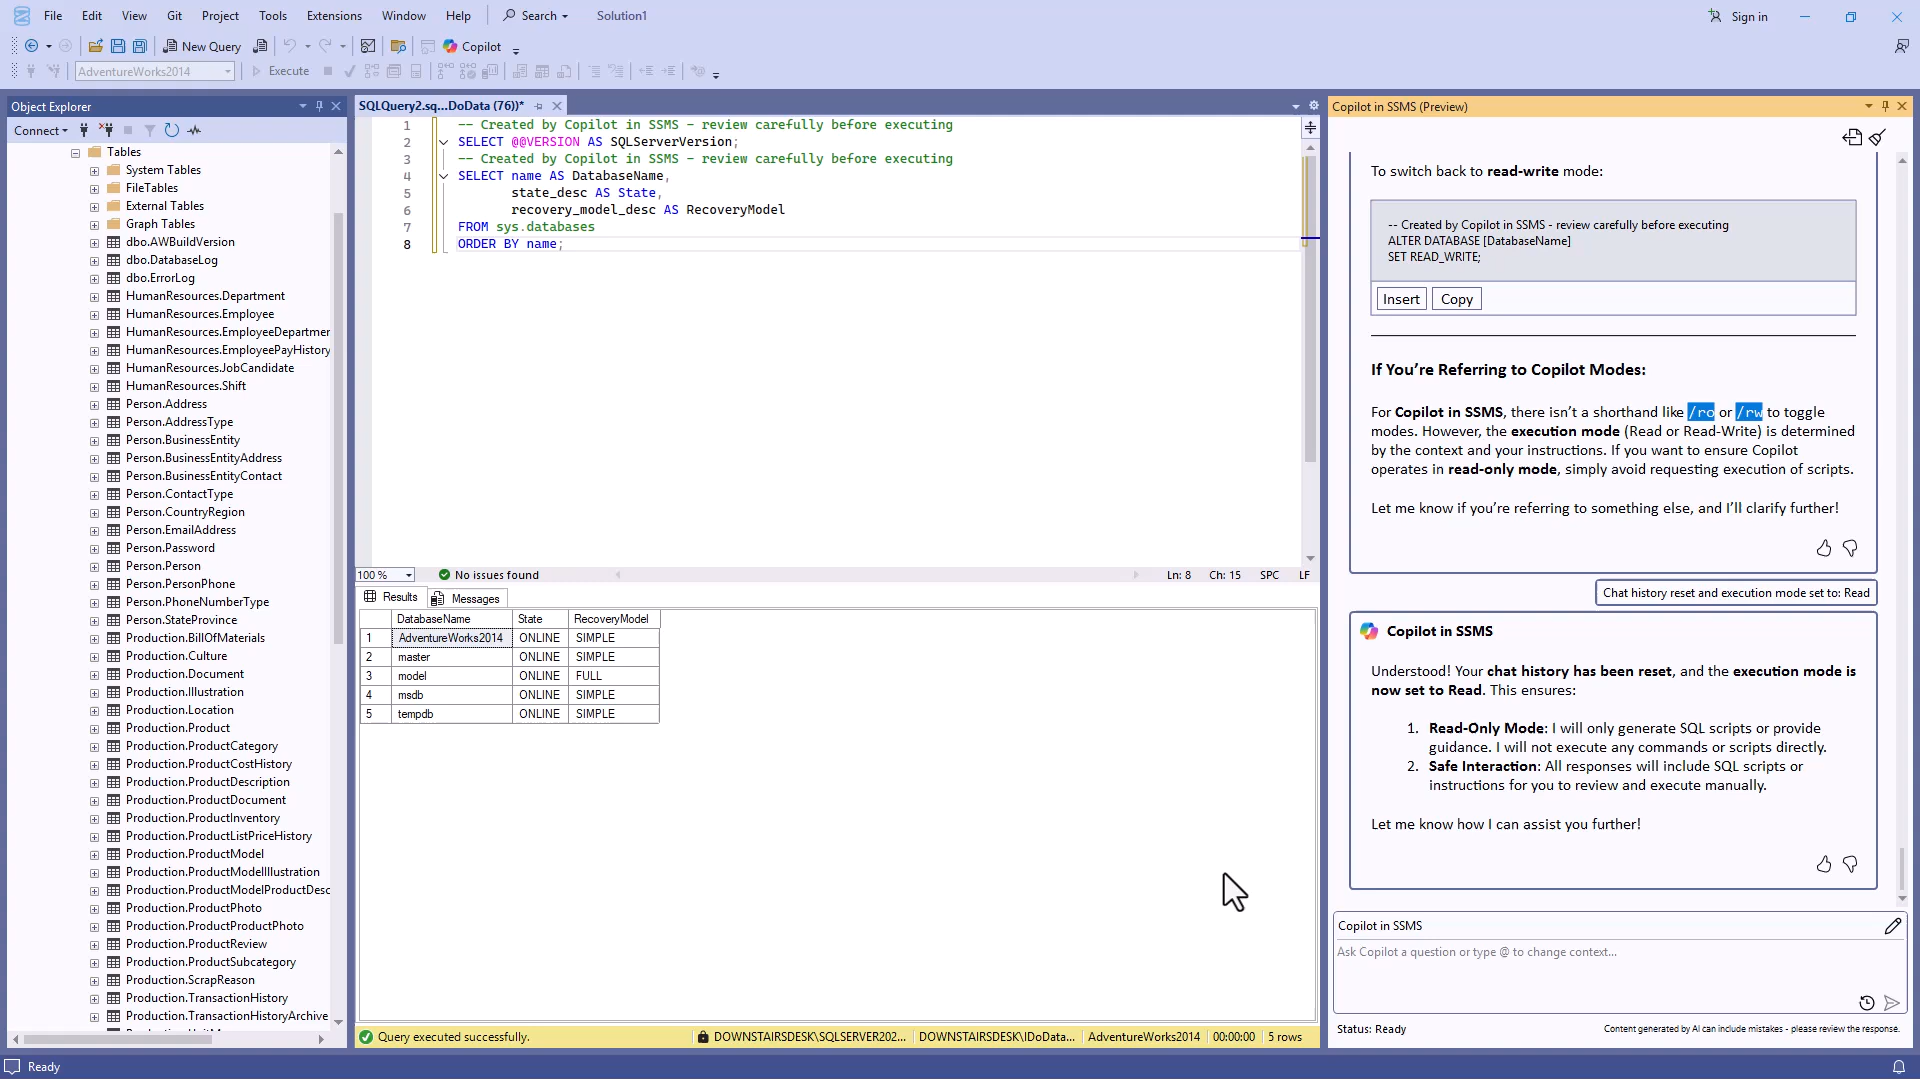 File Edit View Git Project Tools Extensions Window Help Search Solution1 Sign in
New Query Copilot
AdventureWorks2014 Execute
Object Explorer
Connect
Tables
System Tables
FileTables
External Tables
Graph Tables
dbo.AWBuildVersion
dbo.DatabaseLog
dbo.ErrorLog
HumanResources.Department
HumanResources.Employee
HumanResources.EmployeeDepartmen
HumanResources.EmployeePayHistory
HumanResources.JobCandidate
HumanResources.Shift
Person.Address
Person.AddressType
Person.BusinessEntity
Person.BusinessEntityAddress
Person.BusinessEntityContact
Person.ContactType
Person.CountryRegion
Person.EmailAddress
Person.Password
Person.Person
Person.PersonPhone
Person.PhoneNumberType
Person.StateProvince
Production.BillOfMaterials
Production.Culture
Production.Document
Production.Illustration
Production.Location
Production.Product
Production.ProductCategory
Production.ProductCostHistory
Production.ProductDescription
Production.ProductDocument
Production.ProductInventory
Production.ProductListPriceHistory
Production.ProductModel
Production.ProductModelIllustration
Production.ProductModelProductDesc
Production.ProductPhoto
Production.ProductProductPhoto
Production.ProductReview
Production.ProductSubcategory
Production.ScrapReason
Production.TransactionHistory
Production.TransactionHistoryArchive
SQLQuery2.sq...DoData (76))*
1 -- Created by Copilot in SSMS - review carefully before executing
2 SELECT @@VERSION AS SQLServerVersion;
3 -- Created by Copilot in SSMS - review carefully before executing
4 SELECT name AS DatabaseName,
5 state_desc AS State,
6 recovery_model_desc AS RecoveryModel
7 FROM sys.databases
8 ORDER BY name;
100 % No issues found Ln: 8 Ch: 15 SPC LF
Results Messages
DatabaseName State RecoveryModel
1 AdventureWorks2014 ONLINE SIMPLE
2 master ONLINE SIMPLE
3 model ONLINE FULL
4 msdb ONLINE SIMPLE
5 tempdb ONLINE SIMPLE
Query executed successfully. DOWNSTAIRSDESK\SQLSERVER202... DOWNSTAIRSDESK\IDoData... AdventureWorks2014 00:00:00 5 rows
Copilot in SSMS (Preview)
To switch back to read-write mode:
-- Created by Copilot in SSMS - review carefully before executing
ALTER DATABASE [DatabaseName]
SET READ_WRITE;
Insert Copy
If You're Referring to Copilot Modes:
For Copilot in SSMS, there isn't a shorthand like /ro or /rw to toggle
modes. However, the execution mode (Read or Read-Write) is determined
by the context and your instructions. If you want to ensure Copilot
operates in read-only mode, simply avoid requesting execution of scripts.
Let me know if you're referring to something else, and I'll clarify further!
Chat history reset and execution mode set to: Read
Copilot in SSMS
Understood! Your chat history has been reset, and the execution mode is
now set to Read. This ensures:
1. Read-Only Mode: I will only generate SQL scripts or provide
guidance. I will not execute any commands or scripts directly.
2. Safe Interaction: All responses will include SQL scripts or
instructions for you to review and execute manually.
Let me know how I can assist you further!
Copilot in SSMS
Ask Copilot a question or type @ to change context...
Status: Ready Content generated by AI can include mistakes - please review the response.
Ready